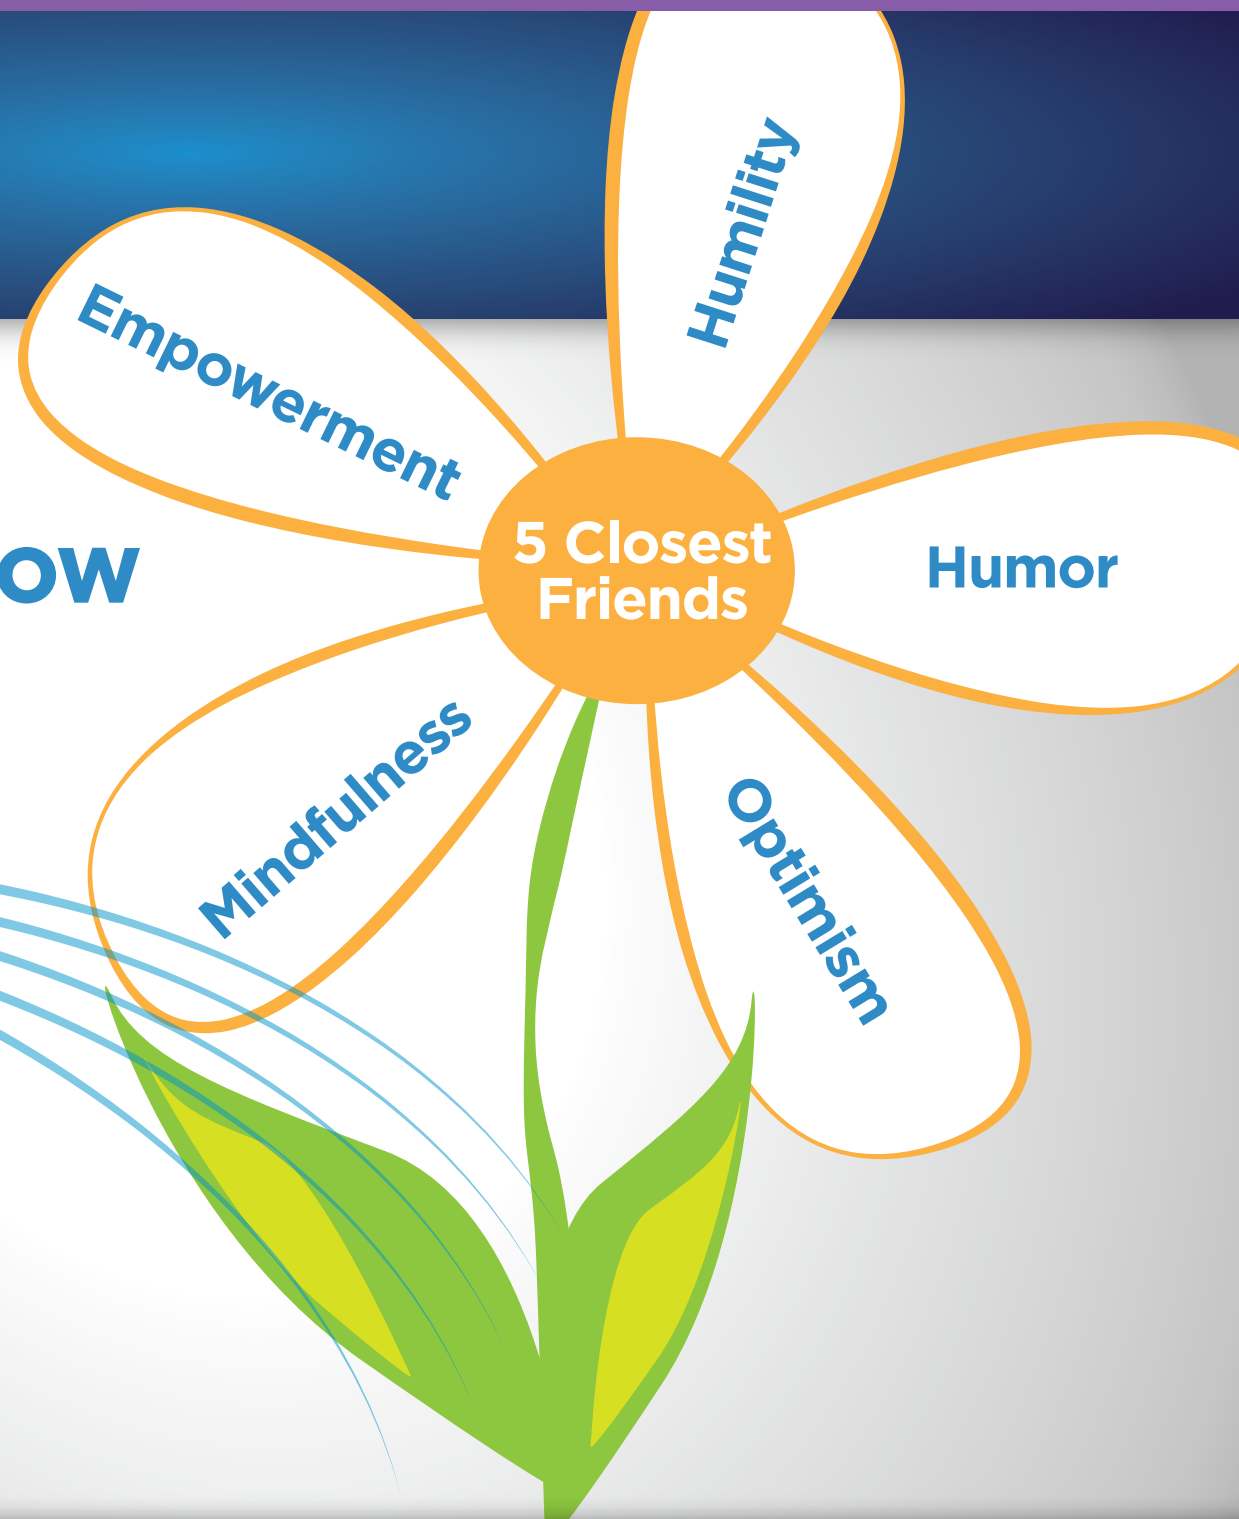 Humility
Empowerment
5 Closest
Friends
Humor
ow
Mindfulness
Optimism